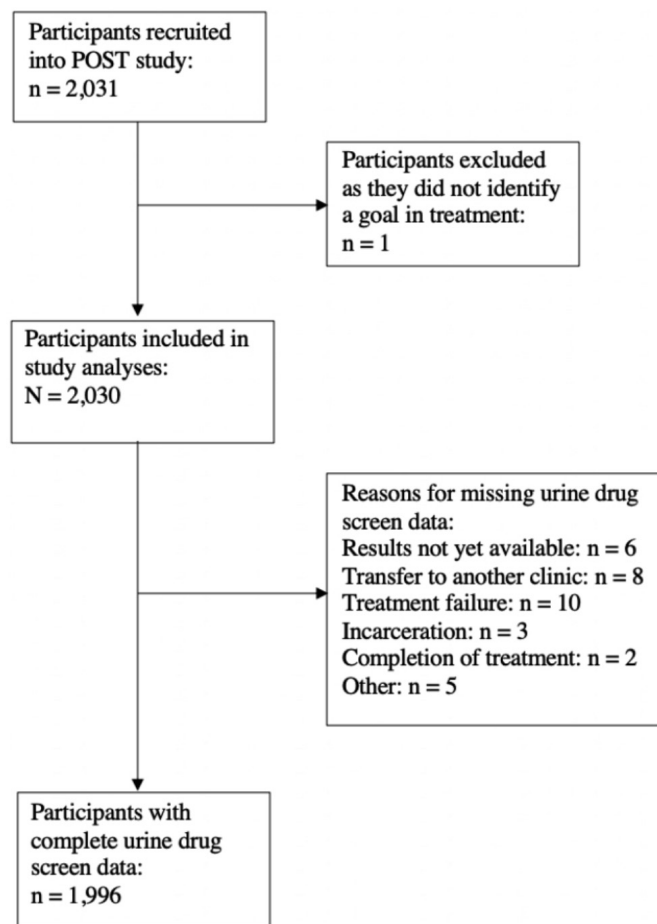 Participants recruited
into POST study:
n = 2,031
Participants excluded
as they did not identify
a goal in treatment:
n = 1
Participants included in
study analyses:
N = 2,030
Reasons for missing urine drug
screen data:
Results not yet available: n = 6
Transfer to another clinic: n = 8
Treatment failure: n = 10
Incarceration: n = 3
Completion of treatment: n = 2
Other: n = 5
Participants with
complete urine drug
screen data:
n = 1,996